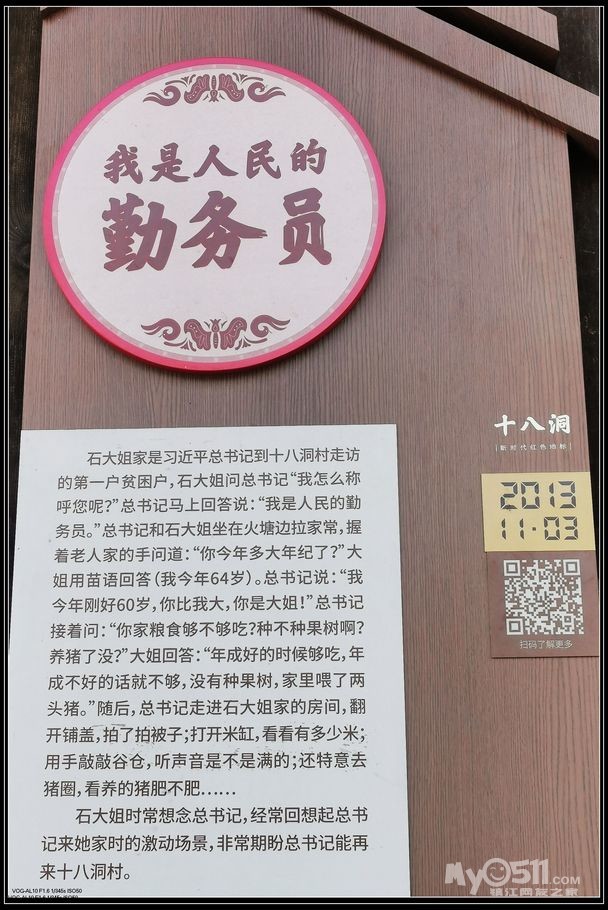 我是人民的
勤务员
十八洞
新时代红色地标
2013
11·03
扫码了解更多
石大姐家是习近平总书记到十八洞村走访
的第一户贫困户，石大姐问总书记“我怎么称
呼您呢？”总书记马上回答说：“我是人民的勤
务员。”总书记和石大姐坐在火塘边拉家常，握
着老人家的手问道：“你今年多大年纪了？”大
姐用苗语回答（我今年64岁）。总书记说：“我
今年刚好60岁，你比我大，你是大姐！”总书记
接着问：“你家粮食够不够吃？种不种果树啊？
养猪了没？”大姐回答：“年成好的时候够吃，年
成不好的话就不够，没有种果树，家里喂了两
头猪。”随后，总书记走进石大姐家的房间，翻
开铺盖，拍了拍被子；打开米缸，看看有多少米；
用手敲敲谷仓，听声音是不是满的；还特意去
猪圈，看养的猪肥不肥……
石大姐时常想念总书记，经常回想起总书
记来她家时的激动场景，非常期盼总书记能再
来十八洞村。
VOG-AL10 F1.6 1/345s ISO50
My0511.COM
镇江网友之家